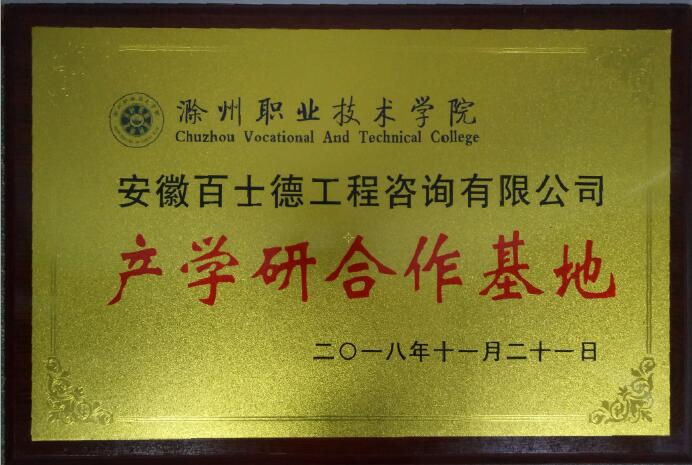 滁州职业技术学院
Chuzhou Vocational And Technical College
安徽百士德工程咨询有限公司
产学研合作基地
二〇一八年十一月二十一日